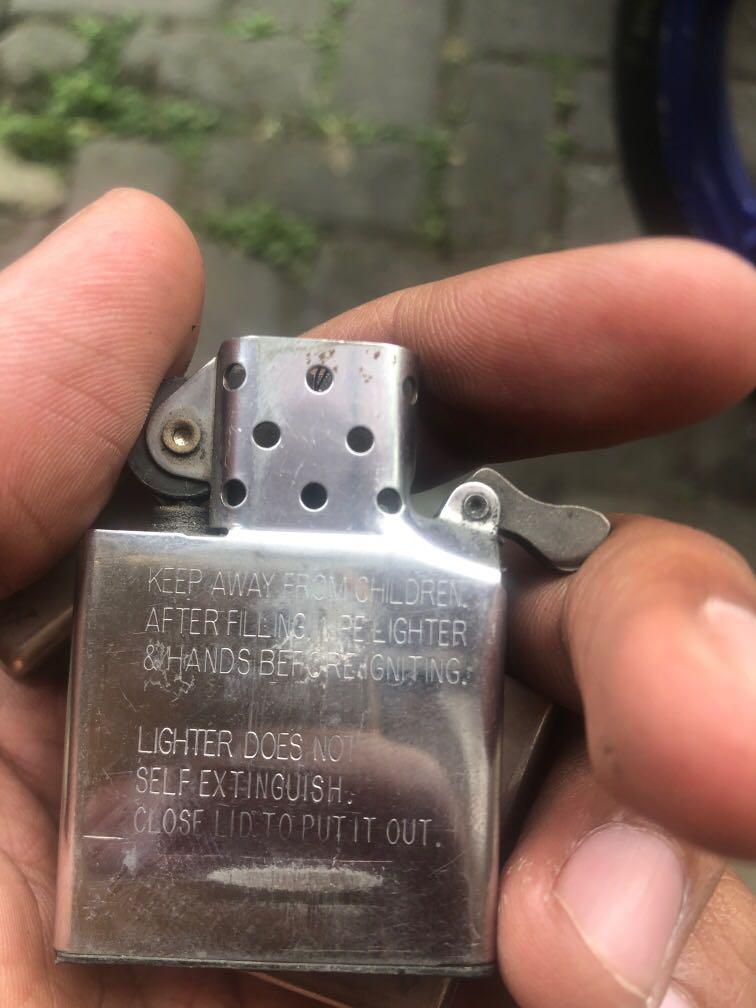 KEEP AWAY FROM CHILDREN.
AFTER FILLING, WIPE LIGHTER
& HANDS BEFORE IGNITING.
LIGHTER DOES NOT
SELF EXTINGUISH.
CLOSE LID TO PUT IT OUT.